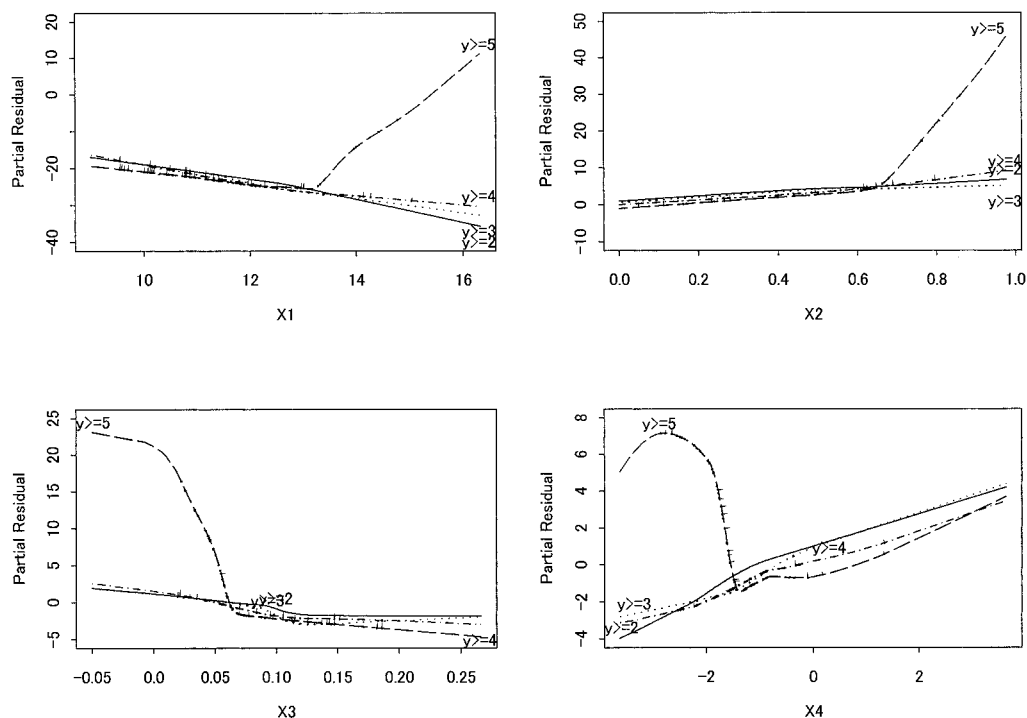 20
10
0
-20
-40
Partial Residual
y>=5
y>=4
y>=3
y>=2
10
12
14
16
X1
50
40
30
20
10
0
-10
Partial Residual
y>=5
y>=4
y>=2
y>=3
0.0
0.2
0.4
0.6
0.8
1.0
X2
25
20
15
10
5
0
-5
Partial Residual
y>=5
y>=4
-0.05
0.0
0.05
0.10
0.15
0.20
0.25
X3
8
6
4
2
0
-2
-4
Partial Residual
y>=5
y>=4
y>=3
y>=2
-2
0
2
X4